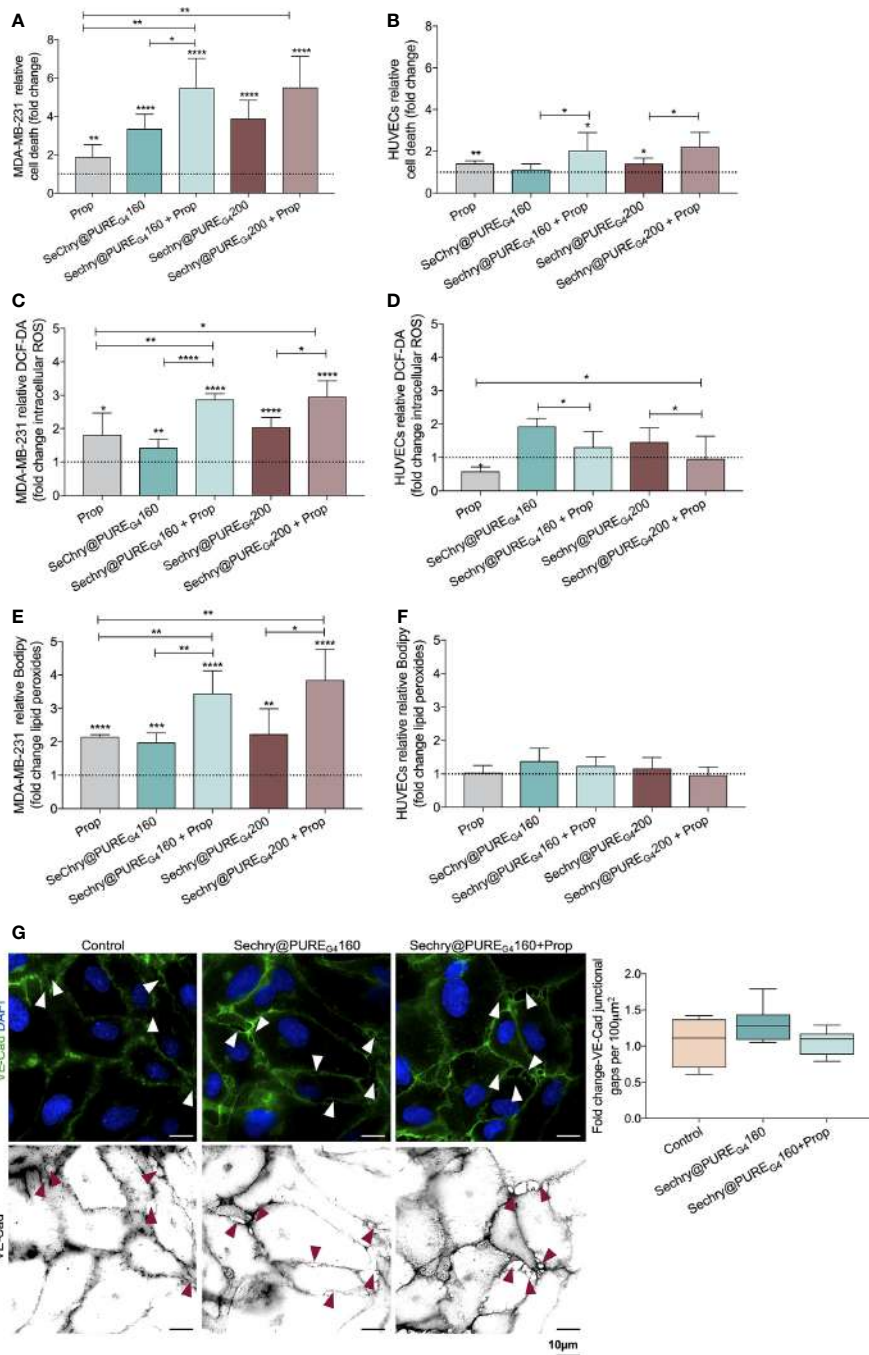 A
MDA-MB-231 relative
cell death (fold change)
8
6
4
2
0
**
**
*
**
****
****
****
****
Prop
SeChry@PUREG4160
Sechry@PUREG4160 + Prop
Sechry@PUREG4200
Sechry@PUREG4200 + Prop
B
HUVECs relative
cell death (fold change)
8
6
4
2
0
*
*
**
*
*
Prop
SeChry@PUREG4160
Sechry@PUREG4160 + Prop
Sechry@PUREG4200
Sechry@PUREG4200 + Prop
C
MDA-MB-231 relative DCF-DA
(fold change intracellular ROS)
5
4
3
2
1
0
*
**
****
*
*
**
****
****
****
Prop
SeChry@PUREG4160
Sechry@PUREG4160 + Prop
Sechry@PUREG4200
Sechry@PUREG4200 + Prop
D
HUVECs relative DCF-DA
(fold change intracellular ROS)
5
4
3
2
1
0
*
*
*
*
Prop
SeChry@PUREG4160
Sechry@PUREG4160 + Prop
Sechry@PUREG4200
Sechry@PUREG4200 + Prop
E
MDA-MB-231 relative Bodipy
(fold change lipid peroxides)
5
4
3
2
1
0
**
**
**
*
****
***
****
**
****
Prop
SeChry@PUREG4160
Sechry@PUREG4160 + Prop
Sechry@PUREG4200
Sechry@PUREG4200 + Prop
F
HUVECs relative relative Bodipy
(fold change lipid peroxides)
5
4
3
2
1
0
Prop
SeChry@PUREG4160
Sechry@PUREG4160 + Prop
Sechry@PUREG4200
Sechry@PUREG4200 + Prop
G
Control
Sechry@PUREG4160
Sechry@PUREG4160+Prop
VE-Cad DAPI
VE-Cad
10µm
Fold change-VE-Cad junctional
gaps per 100µm2
2.0
1.5
1.0
0.5
0.0
Control
Sechry@PUREG4160
Sechry@PUREG4160+Prop